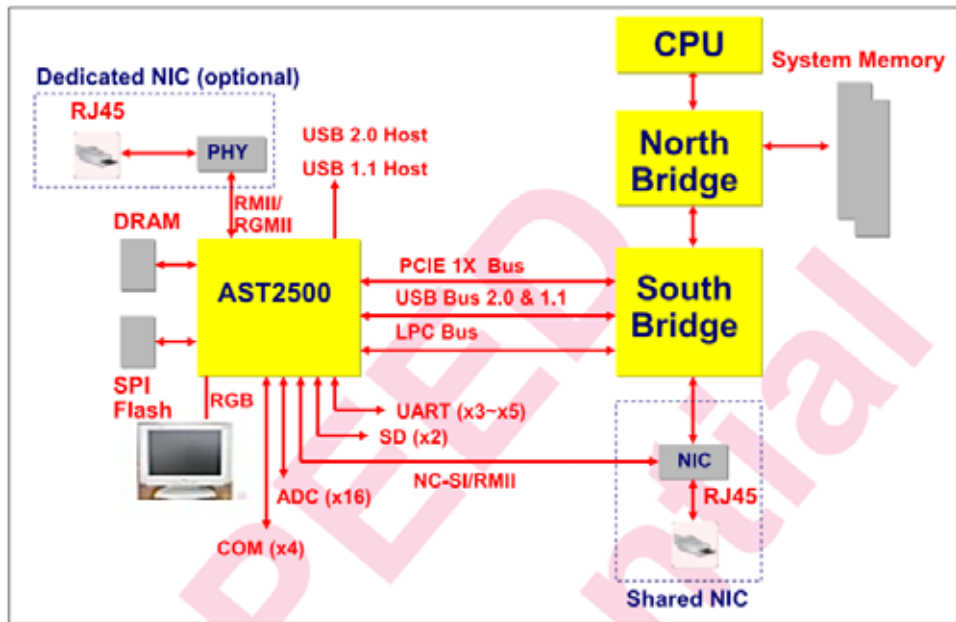 CPU
System Memory
Dedicated NIC (optional)
RJ45
PHY
USB 2.0 Host
USB 1.1 Host
North
Bridge
RMII/
RGMII
DRAM
AST2500
PCIE 1X Bus
USB Bus 2.0 & 1.1
LPC Bus
South
Bridge
SPI
Flash
RGB
UART (x3~x5)
SD (x2)
NC-SI/RMII
ADC (x16)
COM (x4)
NIC
RJ45
Shared NIC
PEED
ntial